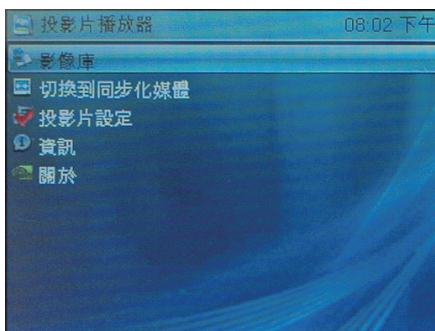 投影片播放器 08:02 下午
影像庫
切換到同步化媒體
投影片設定
資訊
關於